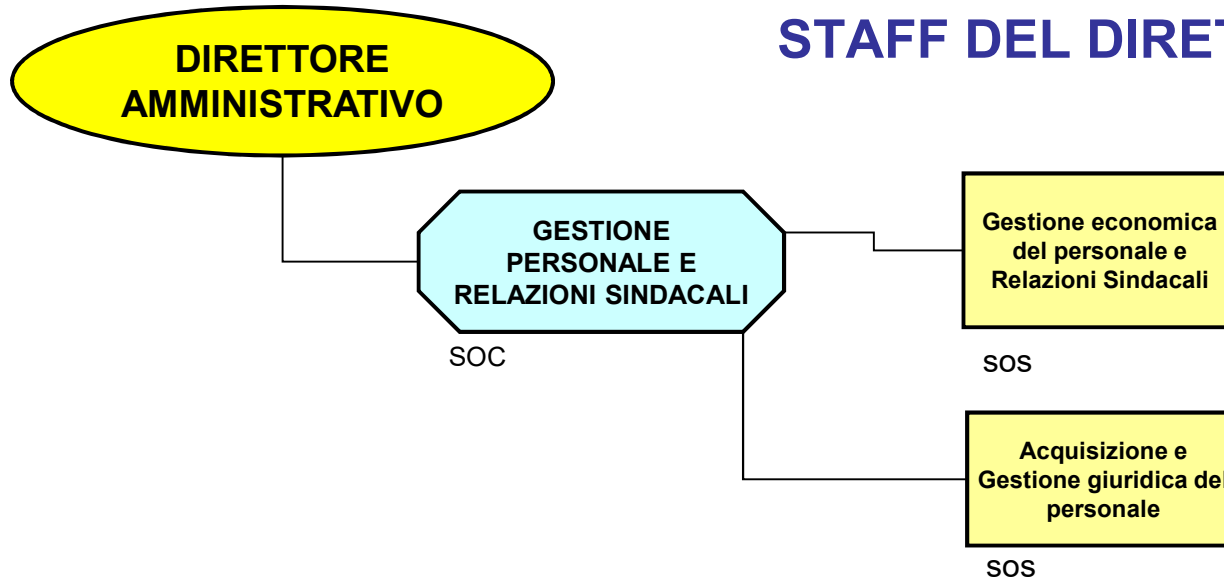 STAFF DEL
DIRETTORE
AMMINISTRATIVO
GESTIONE
PERSONALE E
RELAZIONI SINDACALI
SOC
Gestione economica
del personale e
Relazioni Sindacali
SOS
Acquisizione e
Gestione giuridica del
personale
SOS